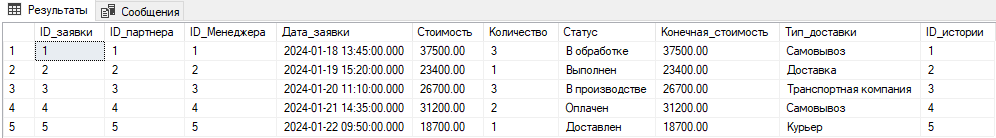 Результаты Сообщения
ID_заявки ID_партнера ID_Менеджера Дата_заявки Стоимость Количество Статус Конечная_стоимость Тип_доставки ID_истории
1 1 1 1 2024-01-18 13:45:00.000 37500.00 3 В обработке 37500.00 Самовывоз 1
2 2 2 2 2024-01-19 15:20:00.000 23400.00 1 Выполнен 23400.00 Доставка 2
3 3 3 3 2024-01-20 11:10:00.000 26700.00 3 В производстве 26700.00 Транспортная компания 3
4 4 4 4 2024-01-21 14:35:00.000 31200.00 2 Оплачен 31200.00 Самовывоз 4
5 5 5 5 2024-01-22 09:50:00.000 18700.00 1 Доставлен 18700.00 Курьер 5